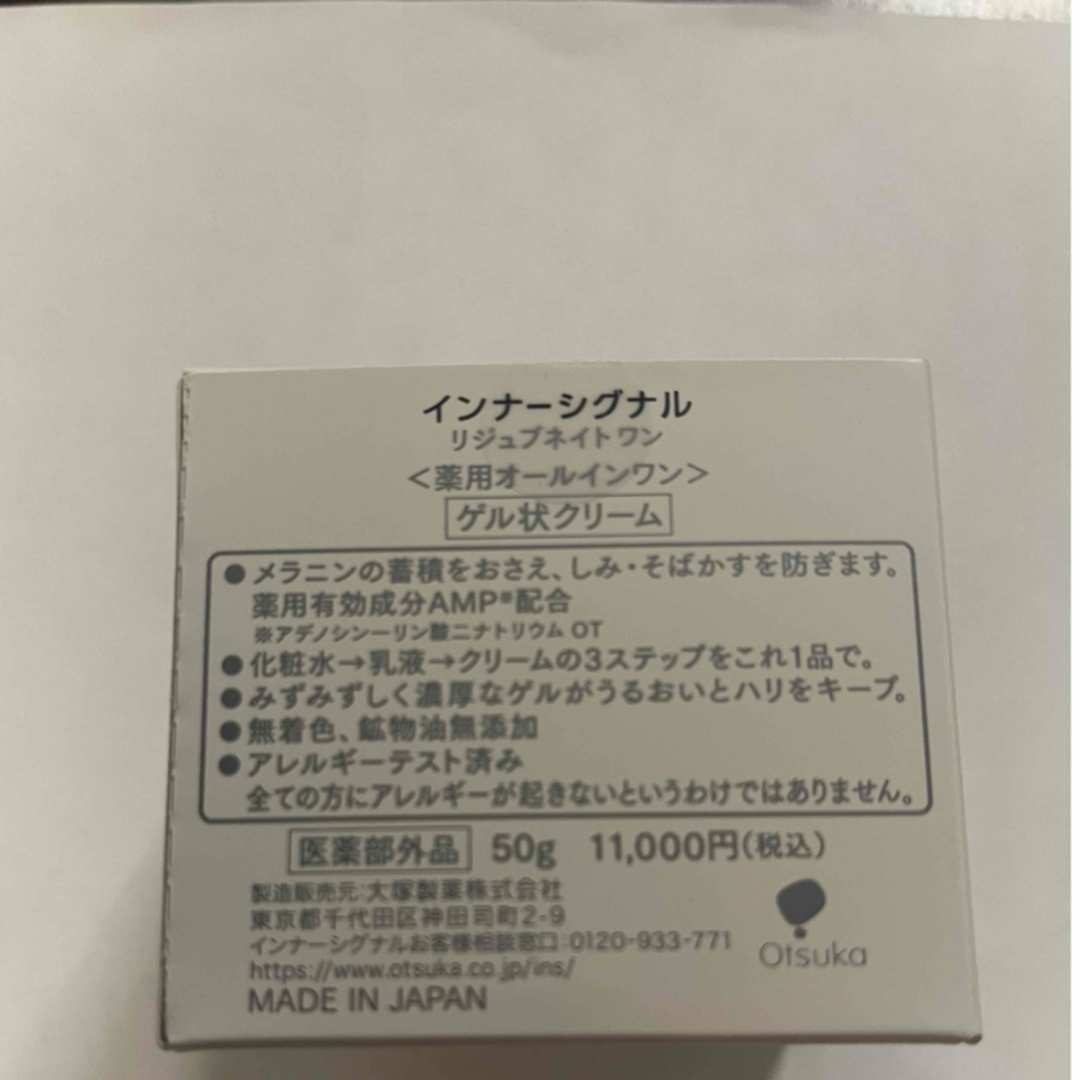 インナーシグナル
リジュブネイト ワン
＜薬用オールインワン＞
ゲル状クリーム
●メラニンの蓄積をおさえ、しみ・そばかすを防ぎます。
薬用有効成分AMP※配合
※アデノシン一リン酸二ナトリウム OT
●化粧水→乳液→クリームの3ステップをこれ1品で。
●みずみずしく濃厚なゲルがうるおいとハリをキープ。
●無着色、鉱物油無添加
●アレルギーテスト済み
全ての方にアレルギーが起きないというわけではありません。
医薬部外品 50g 11,000円(税込)
製造販売元:大塚製薬株式会社
東京都千代田区神田司町2-9
インナーシグナルお客様相談窓口:0120-933-771
https://www.otsuka.co.jp/ins/
MADE IN JAPAN
Otsuka